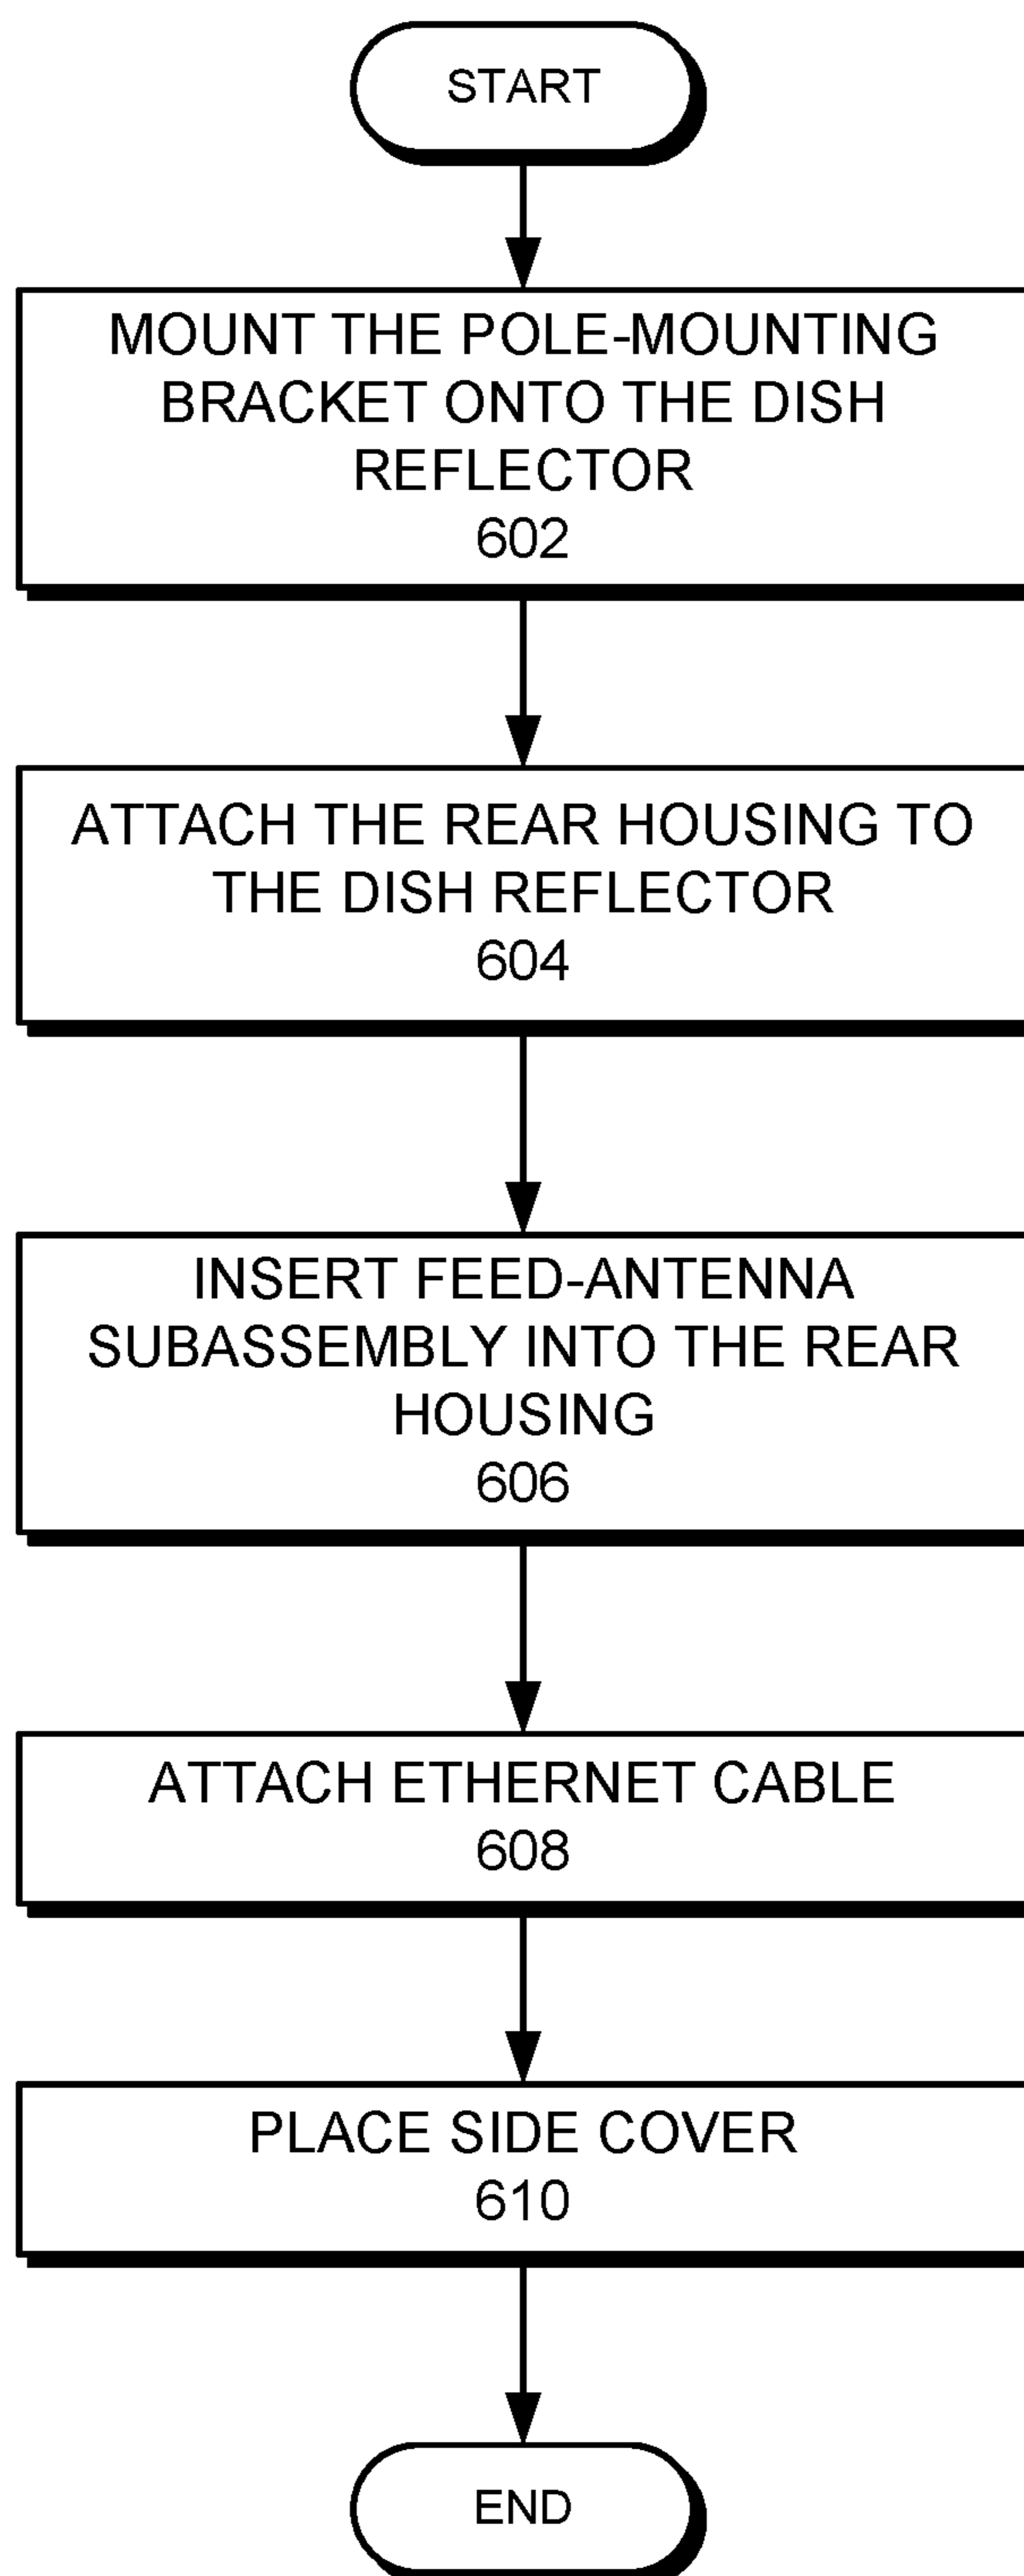 START
MOUNT THE POLE-MOUNTING
BRACKET ONTO THE DISH
REFLECTOR
602
ATTACH THE REAR HOUSING TO
THE DISH REFLECTOR
604
INSERT FEED-ANTENNA
SUBASSEMBLY INTO THE REAR
HOUSING
606
ATTACH ETHERNET CABLE
608
PLACE SIDE COVER
610
END